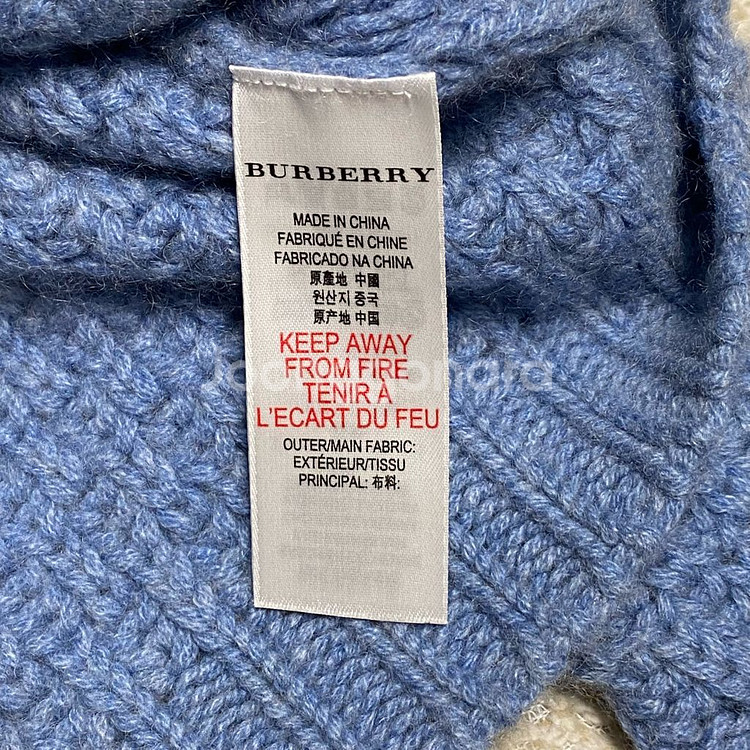 BURBERRY
MADE IN CHINA
FABRIQUÉ EN CHINE
FABRICADO NA CHINA
原產地 中國
원산지 중국
原产地 中国
KEEP AWAY
FROM FIRE
TENIR À
L'ECART DU FEU
OUTER/MAIN FABRIC:
EXTÉRIEUR/TISSU
PRINCIPAL: 布料: